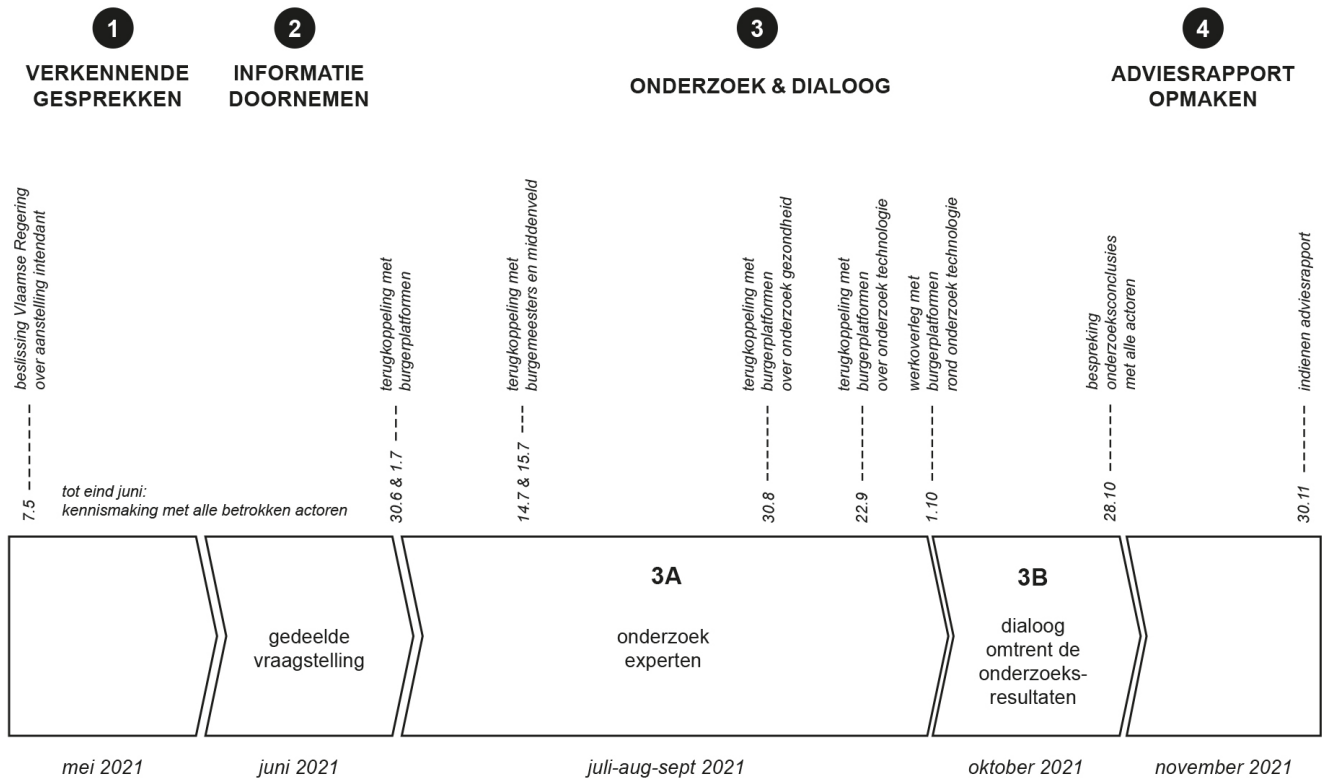 1
VERKENNENDE
GESPREKKEN
2
INFORMATIE
DOORNEMEN
3
ONDERZOEK & DIALOOG
4
ADVIESRAPPORT
OPMAKEN
7.5
beslissing Vlaamse Regering
over aanstelling intendant
tot eind juni:
kennismaking met alle betrokken actoren
30.6 & 1.7
terugkoppeling met
burgerplatformen
14.7 & 15.7
terugkoppeling met
burgemeesters en middenveld
30.8
terugkoppeling met
burgerplatformen
over onderzoek gezondheid
22.9
terugkoppeling met
burgerplatformen
over onderzoek technologie
1.10
werkoverleg met
burgerplatformen
rond onderzoek technologie
28.10
bespreking
onderzoeksconclusies
met alle actoren
30.11
indienen adviesrapport
gedeelde
vraagstelling
3A
onderzoek
experten
3B
dialoog
omtrent de
onderzoeks-
resultaten
mei 2021
juni 2021
juli-aug-sept 2021
oktober 2021
november 2021